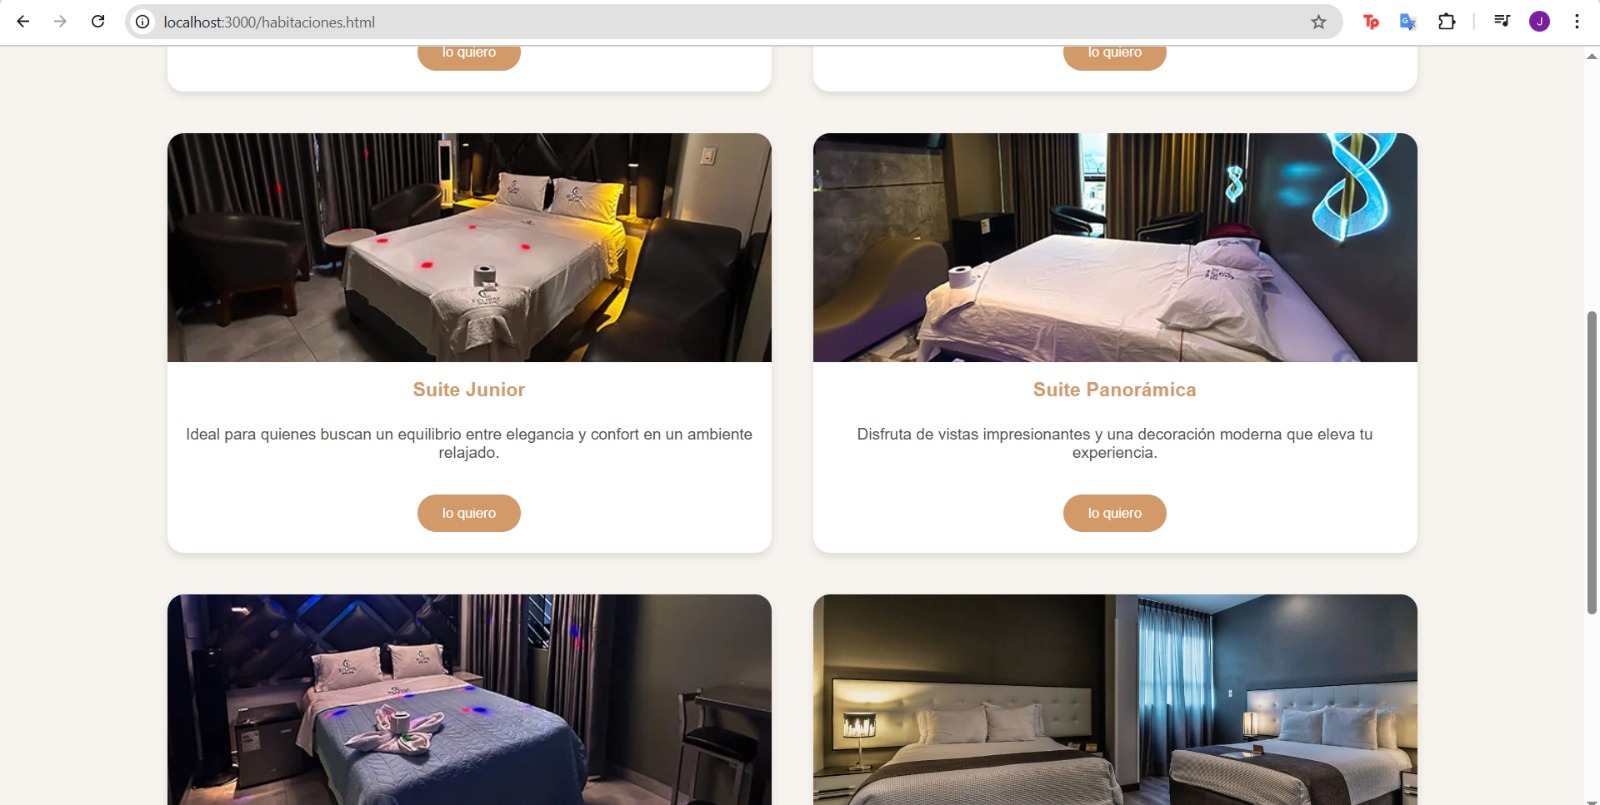 localhost:3000/habitaciones.html
Tp
G
J
lo quiero
lo quiero
Suite Junior
Suite Panorámica
Ideal para quienes buscan un equilibrio entre elegancia y confort en un ambiente
relajado.
Disfruta de vistas impresionantes y una decoración moderna que eleva tu
experiencia.
lo quiero
lo quiero